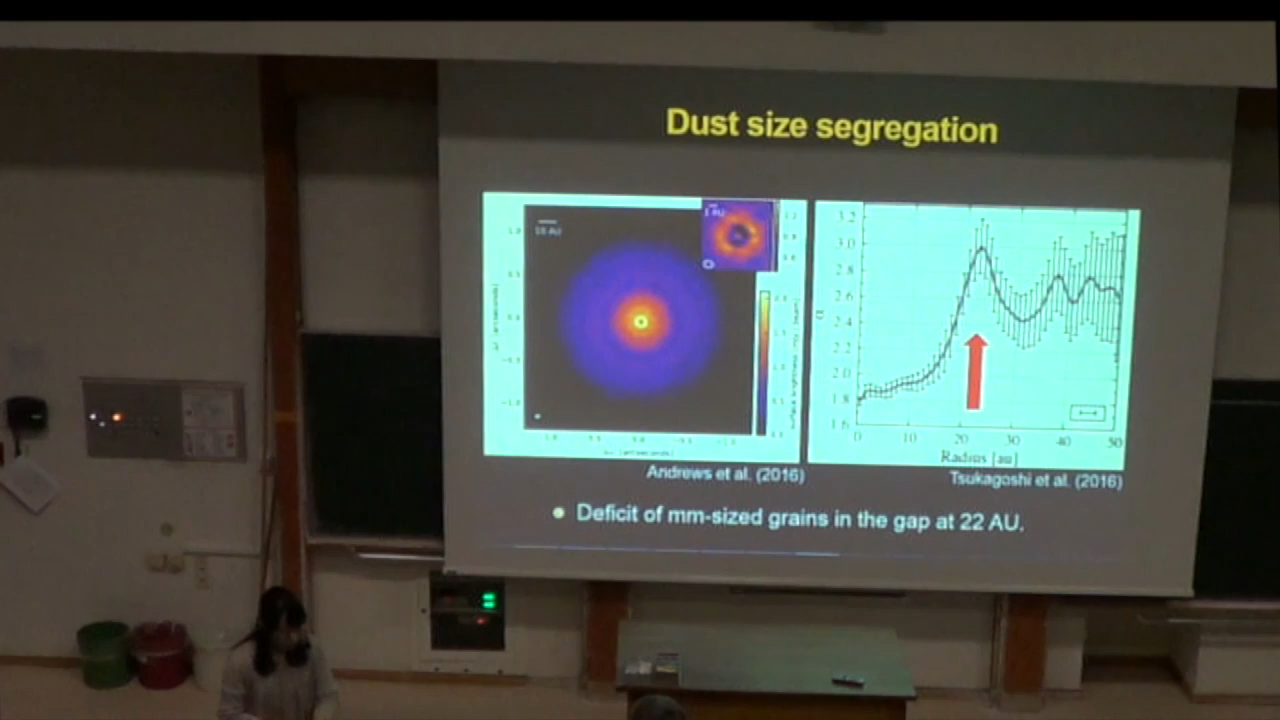 Dust size segregation
10 AU
1 AU
3.2
3.0
2.8
2.6
2.4
2.2
2.0
1.8
1.6
0
10
20
30
40
50
Radius [au]
Andrews et al. (2016)
Tsukagoshi et al. (2016)
Deficit of mm-sized grains in the gap at 22 AU.